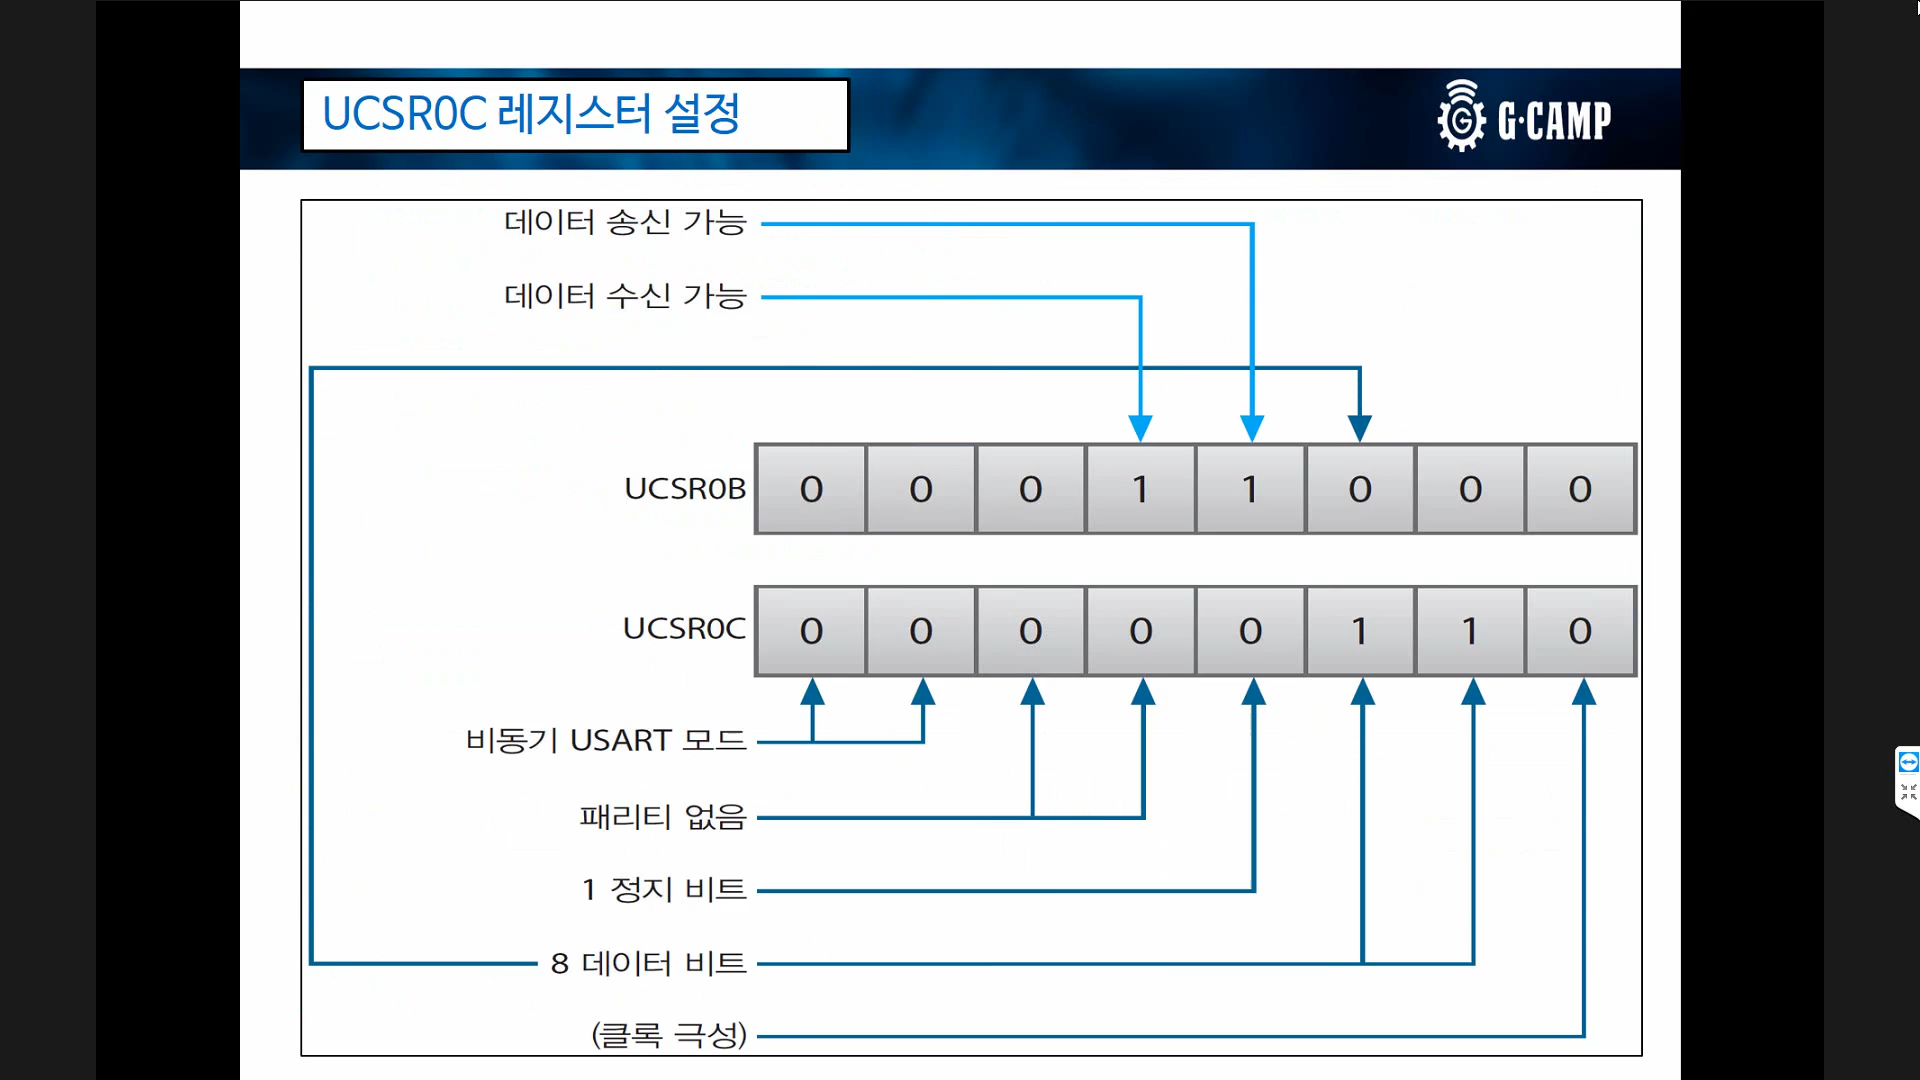 UCSR0C 레지스터 설정
G·CAMP
데이터 송신 가능
데이터 수신 가능
UCSR0B 0 0 0 1 1 0 0 0
UCSR0C 0 0 0 0 0 1 1 0
비동기 USART 모드
패리티 없음
1 정지 비트
8 데이터 비트
(클록 극성)